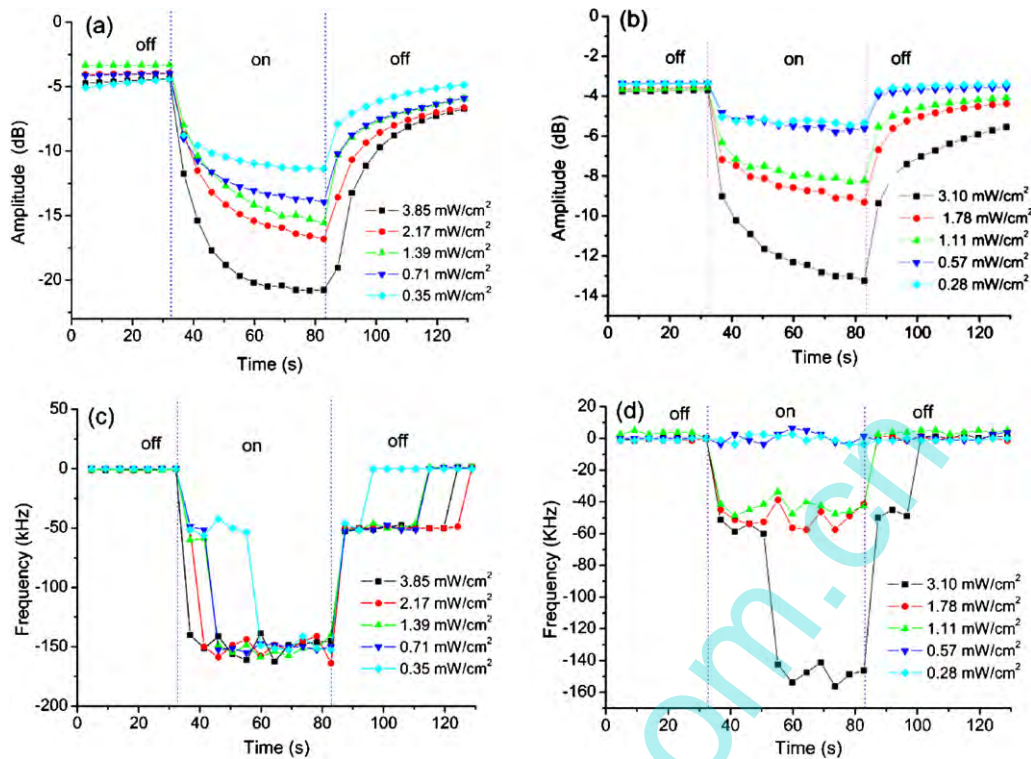 (a)
off
on
off
0
-5
-10
-15
-20
Amplitude (dB)
3.85 mW/cm²
2.17 mW/cm²
1.39 mW/cm²
0.71 mW/cm²
0.35 mW/cm²
0 20 40 60 80 100 120
Time (s)
(b)
off
on
off
0
-2
-4
-6
-8
-10
-12
-14
Amplitude (dB)
3.10 mW/cm²
1.78 mW/cm²
1.11 mW/cm²
0.57 mW/cm²
0.28 mW/cm²
0 20 40 60 80 100 120
Time (s)
(c)
off
on
off
50
0
-50
-100
-150
-200
Frequency (kHz)
3.85 mW/cm²
2.17 mW/cm²
1.39 mW/cm²
0.71 mW/cm²
0.35 mW/cm²
0 20 40 60 80 100 120
Time (s)
(d)
off
on
off
20
0
-20
-40
-60
-80
-100
-120
-140
-160
Frequency (KHz)
3.10 mW/cm²
1.78 mW/cm²
1.11 mW/cm²
0.57 mW/cm²
0.28 mW/cm²
0 20 40 60 80 100 120
Time (s)
om.cn